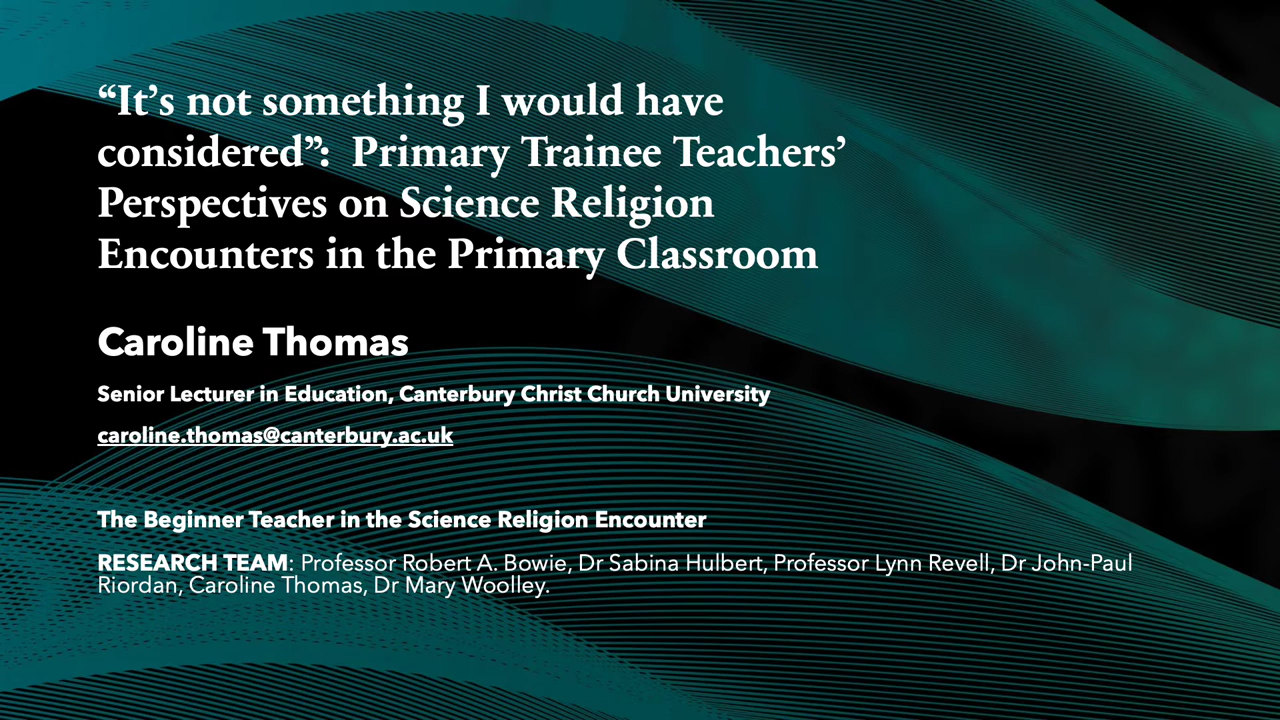 “It’s not something I would have
considered”:  Primary Trainee Teachers’
Perspectives on Science Religion
Encounters in the Primary Classroom
Caroline Thomas
Senior Lecturer in Education, Canterbury Christ Church University
caroline.thomas@canterbury.ac.uk
The Beginner Teacher in the Science Religion Encounter
RESEARCH TEAM: Professor Robert A. Bowie, Dr Sabina Hulbert, Professor Lynn Revell, Dr John-Paul
Riordan, Caroline Thomas, Dr Mary Woolley.